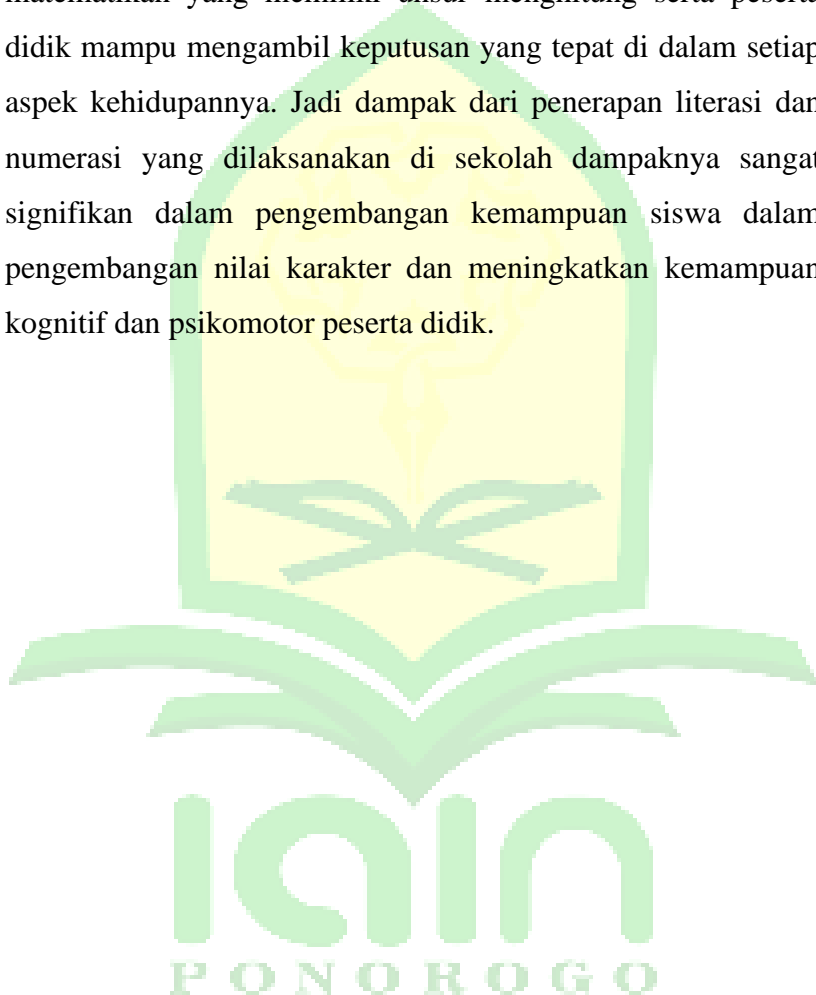 matematikan yang memiliki unsur menghitung serta peserta
didik mampu mengambil keputusan yang tepat di dalam setiap
aspek kehidupannya. Jadi dampak dari penerapan literasi dan
numerasi yang dilaksanakan di sekolah dampaknya sangat
signifikan dalam pengembangan kemampuan siswa dalam
pengembangan nilai karakter dan meningkatkan kemampuan
kognitif dan psikomotor peserta didik.
iain
PONOROGO